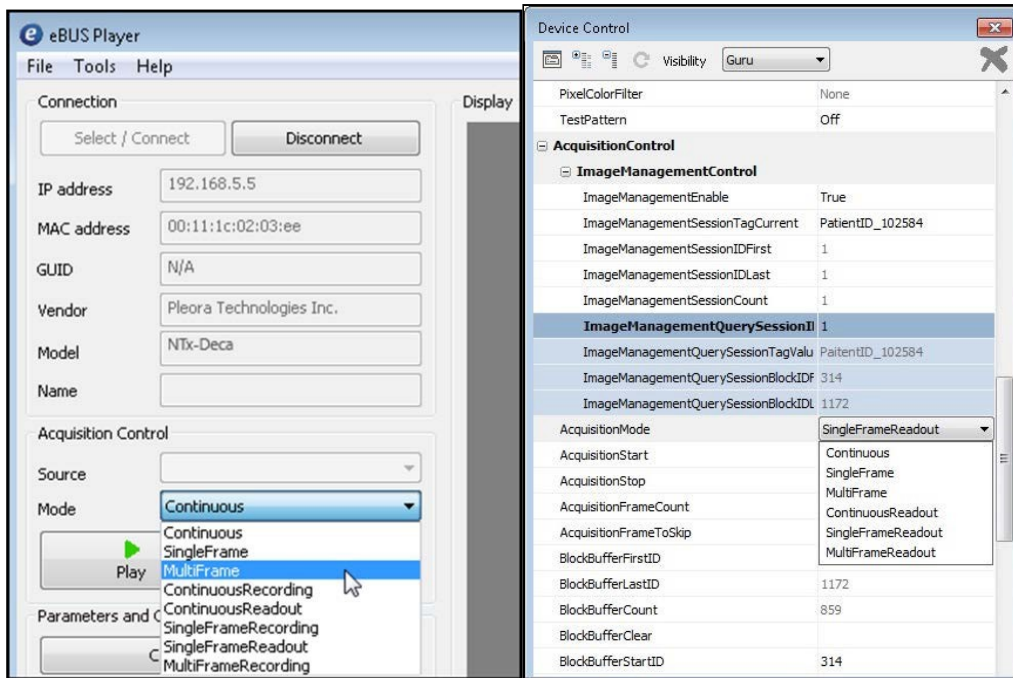 eBUS Player
File Tools Help
Connection
Select / Connect
Disconnect
IP address
192.168.5.5
MAC address
00:11:1c:02:03:ee
GUID
N/A
Vendor
Pleora Technologies Inc.
Model
NTx-Deca
Name
Acquisition Control
Source
Mode
Continuous
Continuous
SingleFrame
MultiFrame
ContinuousRecording
ContinuousReadout
SingleFrameRecording
SingleFrameReadout
MultiFrameRecording
Play
Parameters and C
C
Display
Device Control
Visibility Guru
PixelColorFilter None
TestPattern Off
AcquisitionControl
ImageManagementControl
ImageManagementEnable True
ImageManagementSessionTagCurrent PatientID_102584
ImageManagementSessionIDFirst 1
ImageManagementSessionIDLast 1
ImageManagementSessionCount 1
ImageManagementQuerySessionI 1
ImageManagementQuerySessionTagValu PaitentID_102584
ImageManagementQuerySessionBlockIDF 314
ImageManagementQuerySessionBlockIDL 1172
AcquisitionMode SingleFrameReadout
AcquisitionStart
Continuous
SingleFrame
AcquisitionStop
MultiFrame
AcquisitionFrameCount
ContinuousReadout
AcquisitionFrameToSkip
SingleFrameReadout
MultiFrameReadout
BlockBufferFirstID
BlockBufferLastID 1172
BlockBufferCount 859
BlockBufferClear
BlockBufferStartID 314